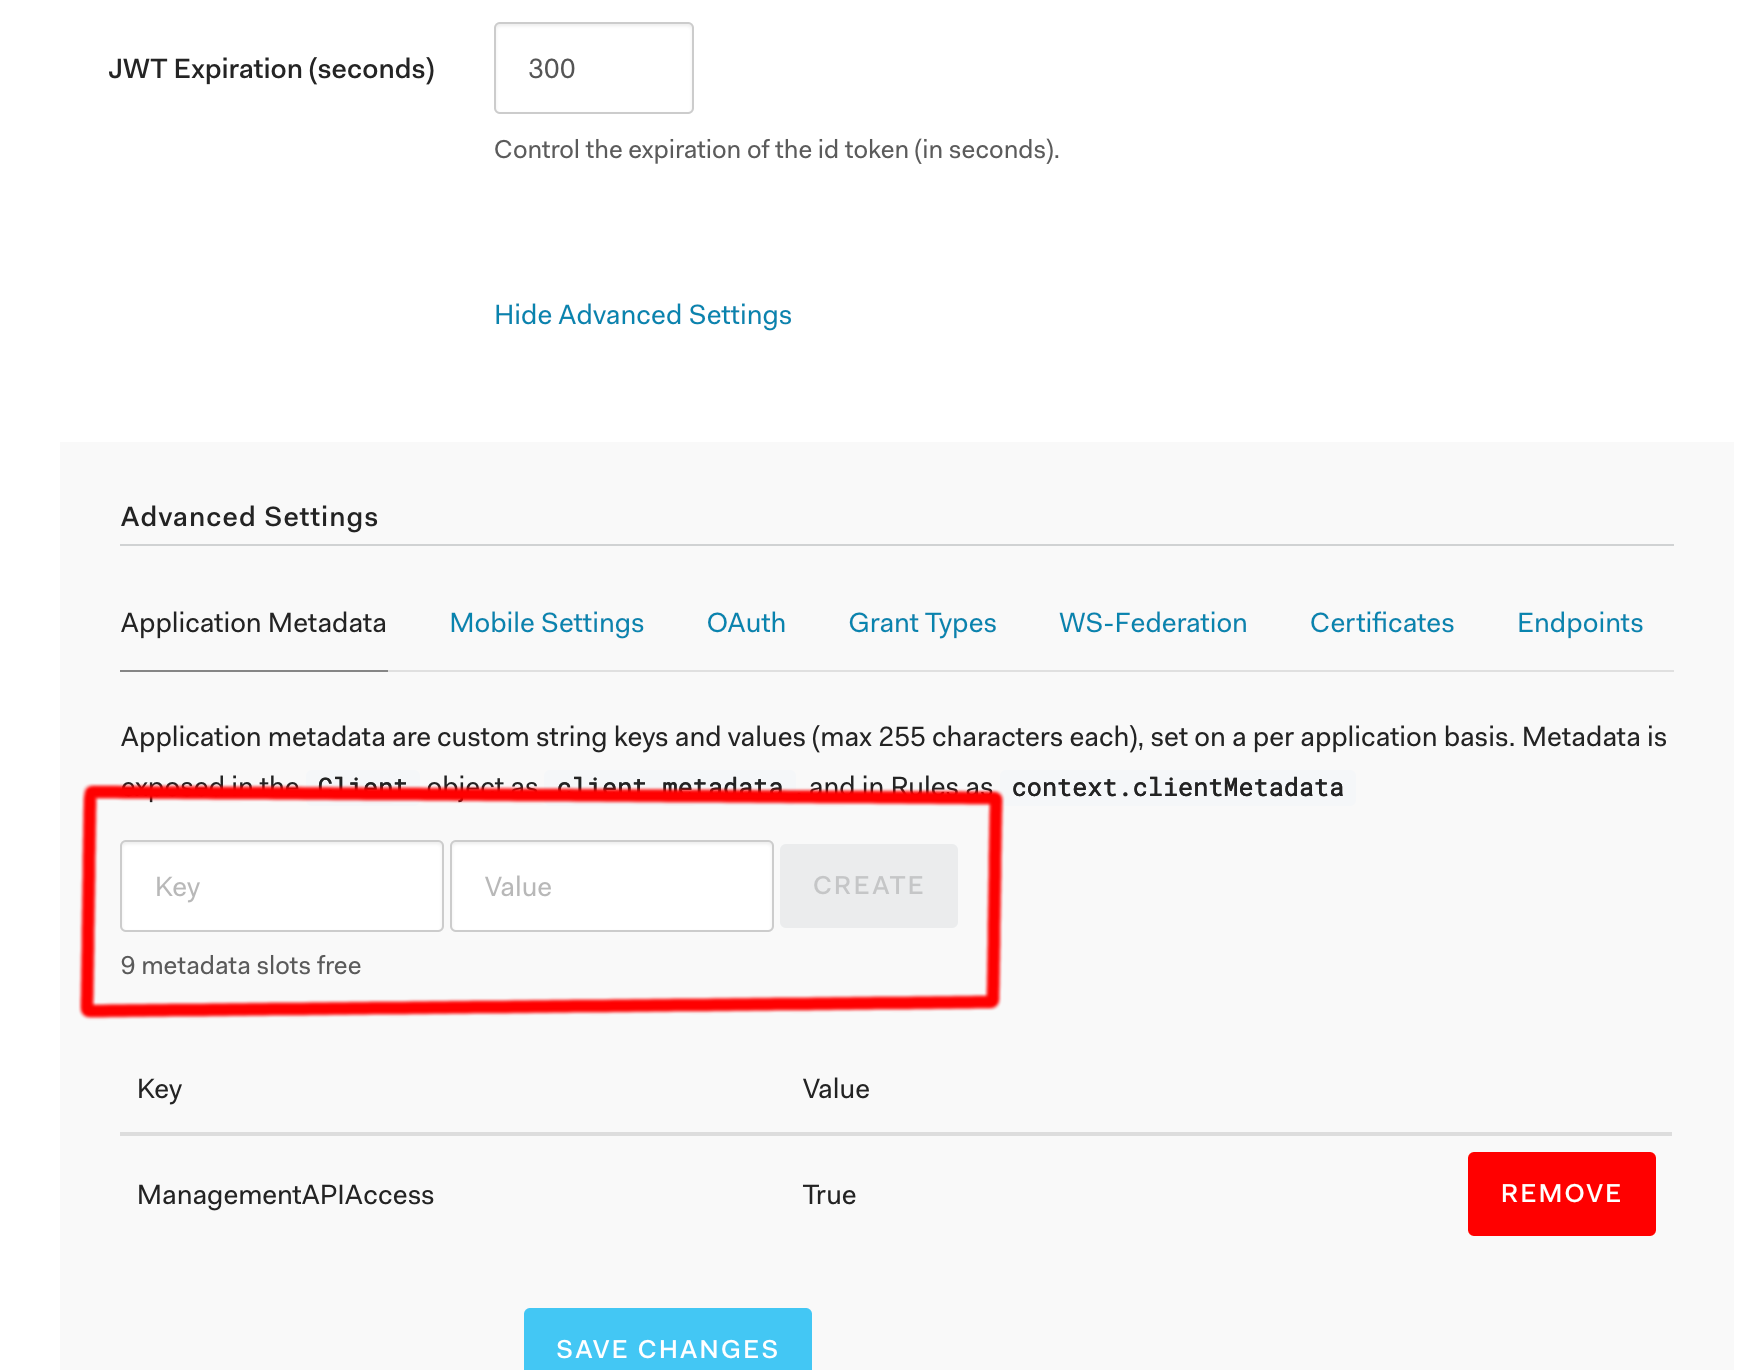 JWT Expiration (seconds)
300
Control the expiration of the id token (in seconds).
Hide Advanced Settings
Advanced Settings
Application Metadata Mobile Settings OAuth Grant Types WS-Federation Certificates Endpoints
Application metadata are custom string keys and values (max 255 characters each), set on a per application basis. Metadata is
exposed in the Client object as client_metadata and in Rules as context.clientMetadata
Key Value CREATE
9 metadata slots free
Key Value
ManagementAPIAccess True REMOVE
SAVE CHANGES